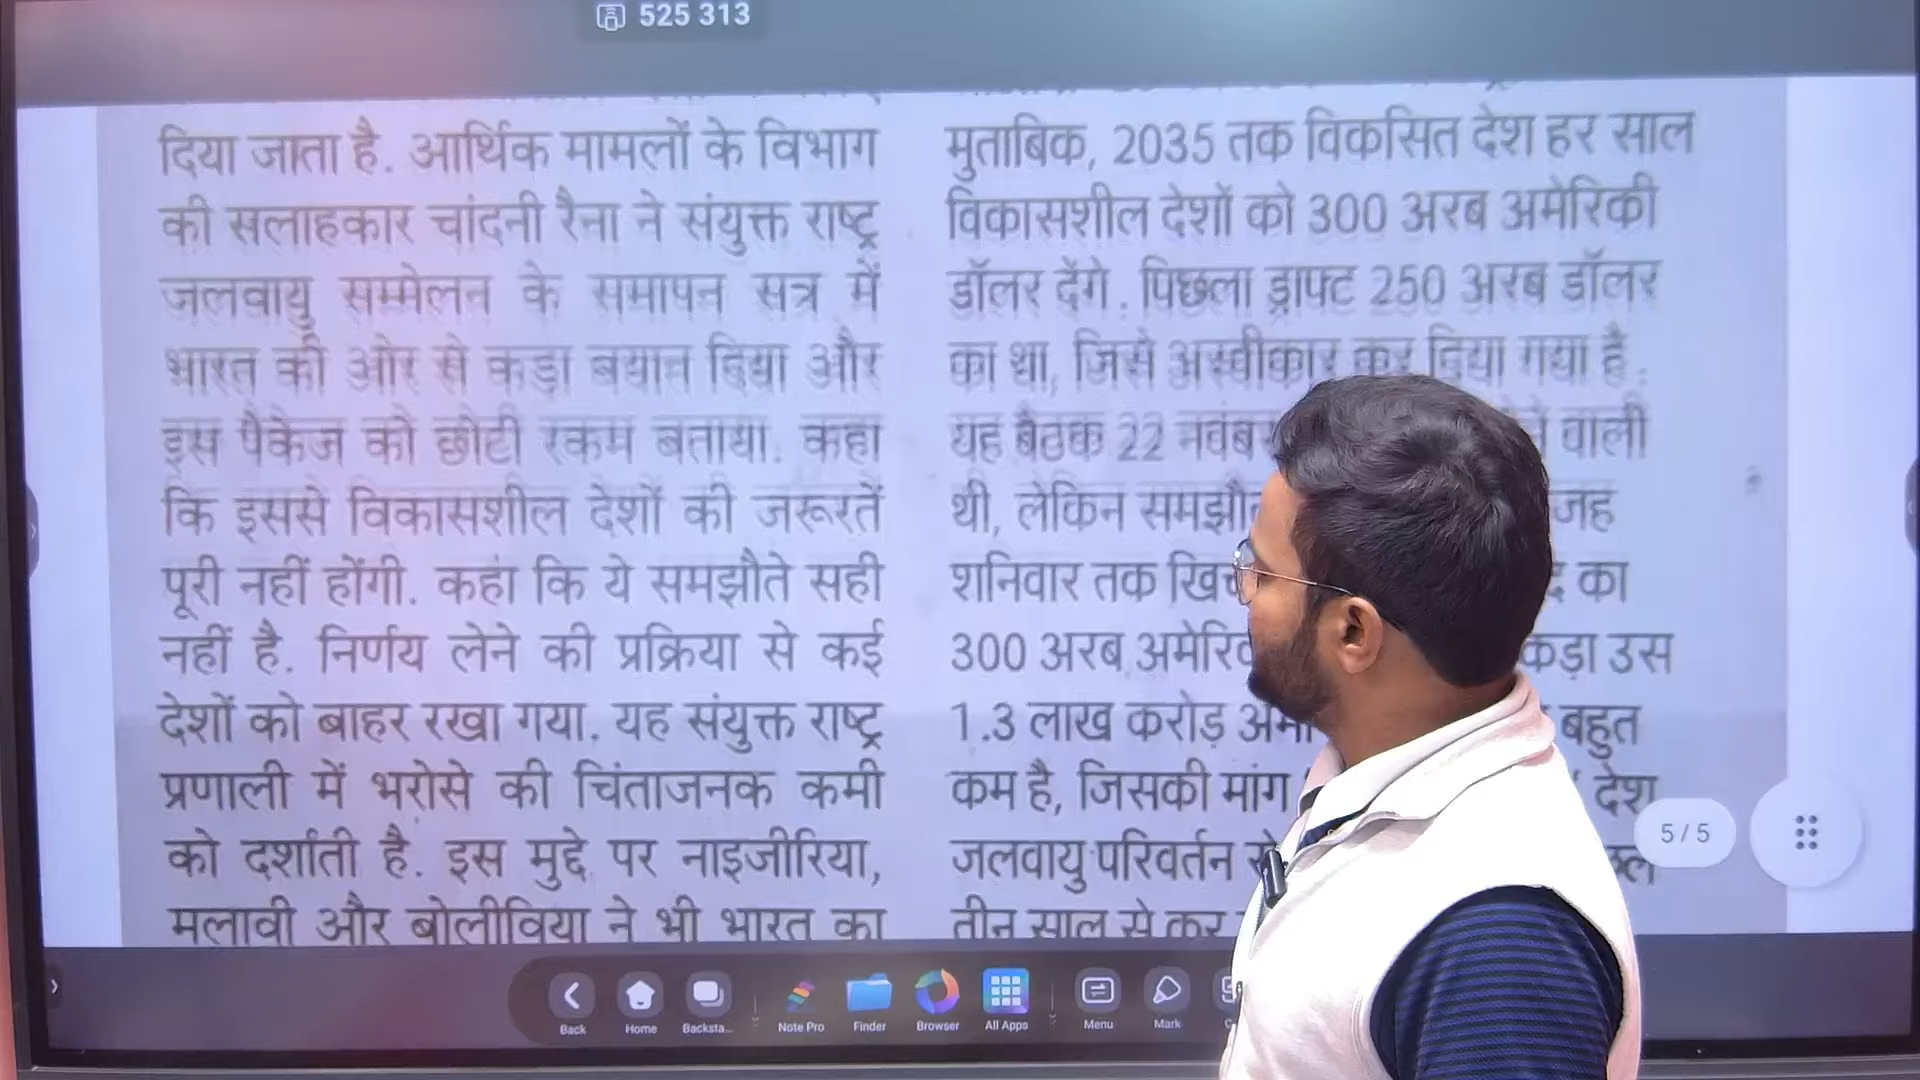 525 313
दिया जाता है. आर्थिक मामलों के विभाग
की सलाहकार चांदनी रैना ने संयुक्त राष्ट्र
जलवायु सम्मेलन के समापन सत्र में
भारत की ओर से कड़ा बयान दिया और
इस पैकेज को छोटी रकम बताया. कहा
कि इससे विकासशील देशों की जरूरतें
पूरी नहीं होंगी. कहां कि ये समझौते सही
नहीं है. निर्णय लेने की प्रक्रिया से कई
देशों को बाहर रखा गया. यह संयुक्त राष्ट्र
प्रणाली में भरोसे की चिंताजनक कमी
को दर्शाती है. इस मुद्दे पर नाइजीरिया,
मलावी और बोलीविया ने भी भारत का
मुताबिक, 2035 तक विकसित देश हर साल
विकासशील देशों को 300 अरब अमेरिकी
डॉलर देंगे. पिछला ड्राफ्ट 250 अरब डॉलर
का था, जिसे अस्वीकार कर दिया गया है.
यह बैठक 22 वाली
थी, लेकिन
शनिवार तक का
300 अरब उस
1.3 लाख करोड़ बहुत
कम है, जिसकी मांग देश
जलवायु परिवर्तन
तीन साल से कर
5/5
Back Home Backsta... Note Pro Finder Browser All Apps Menu Mark